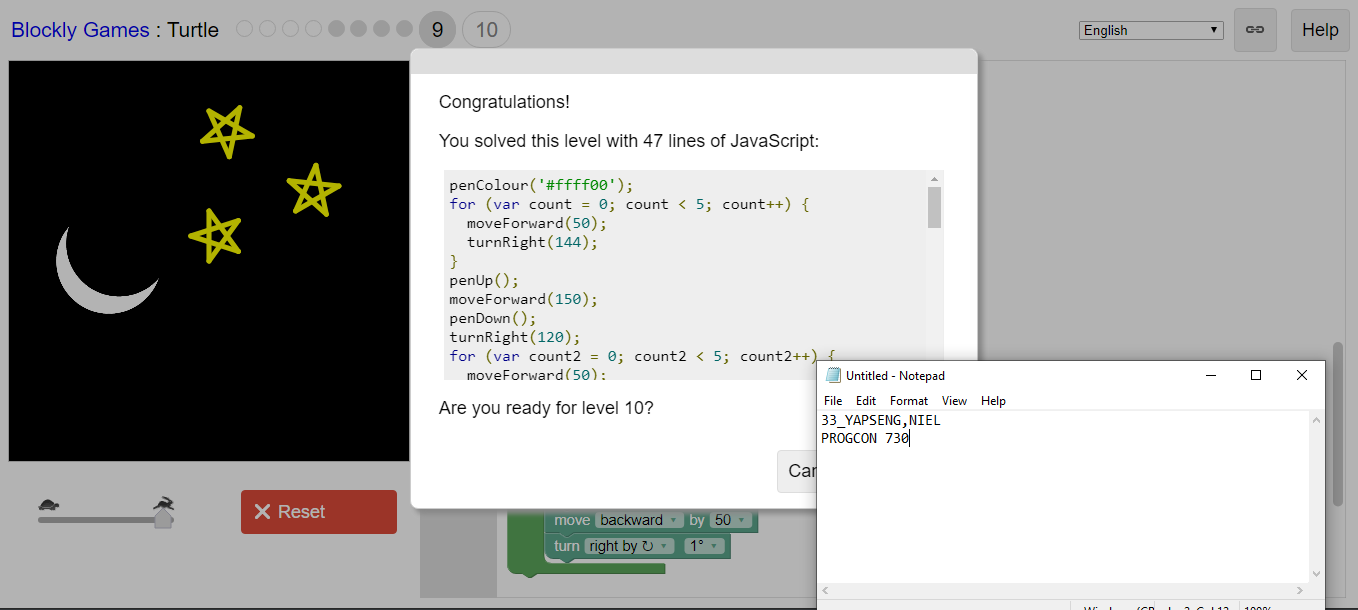 Blockly Games : Turtle 9 10 English Help
Congratulations!
You solved this level with 47 lines of JavaScript:
penColour('#ffff00');
for (var count = 0; count < 5; count++) {
moveForward(50);
turnRight(144);
}
penUp();
moveForward(150);
penDown();
turnRight(120);
for (var count2 = 0; count2 < 5; count2++) {
moveForward(50);
Are you ready for level 10?
Reset
move backward by 50
turn right by ↻ 1°
Untitled - Notepad
File Edit Format View Help
33_YAPSENG,NIEL
PROGCON 730